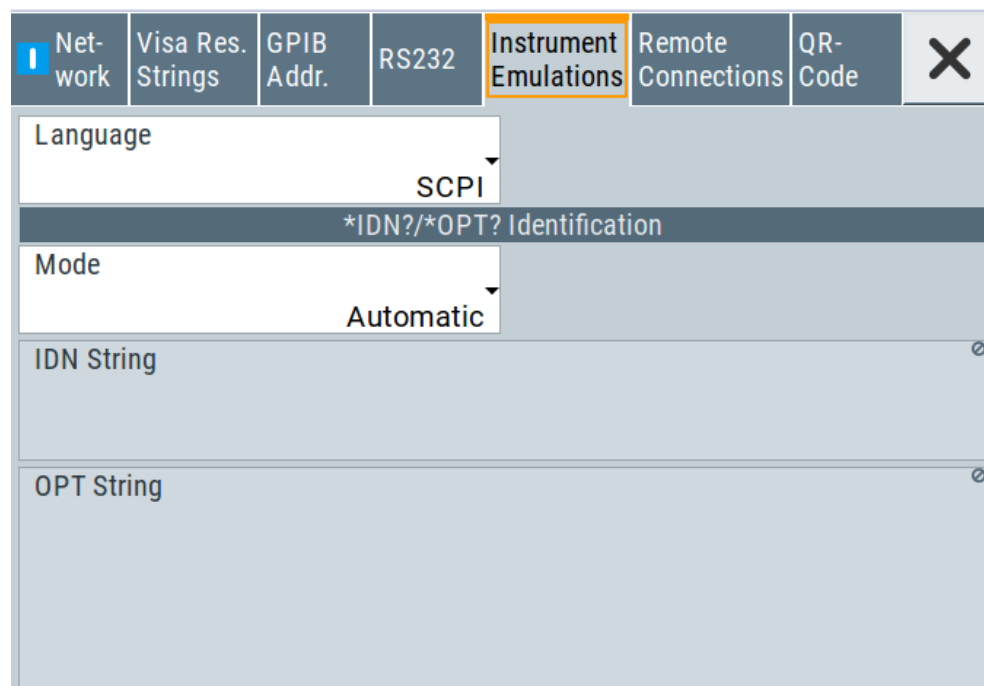 Net-
work
Visa Res.
Strings
GPIB
Addr.
RS232
Instrument
Emulations
Remote
Connections
QR-
Code
Language
SCPI
*IDN?/*OPT? Identification
Mode
Automatic
IDN String
OPT String